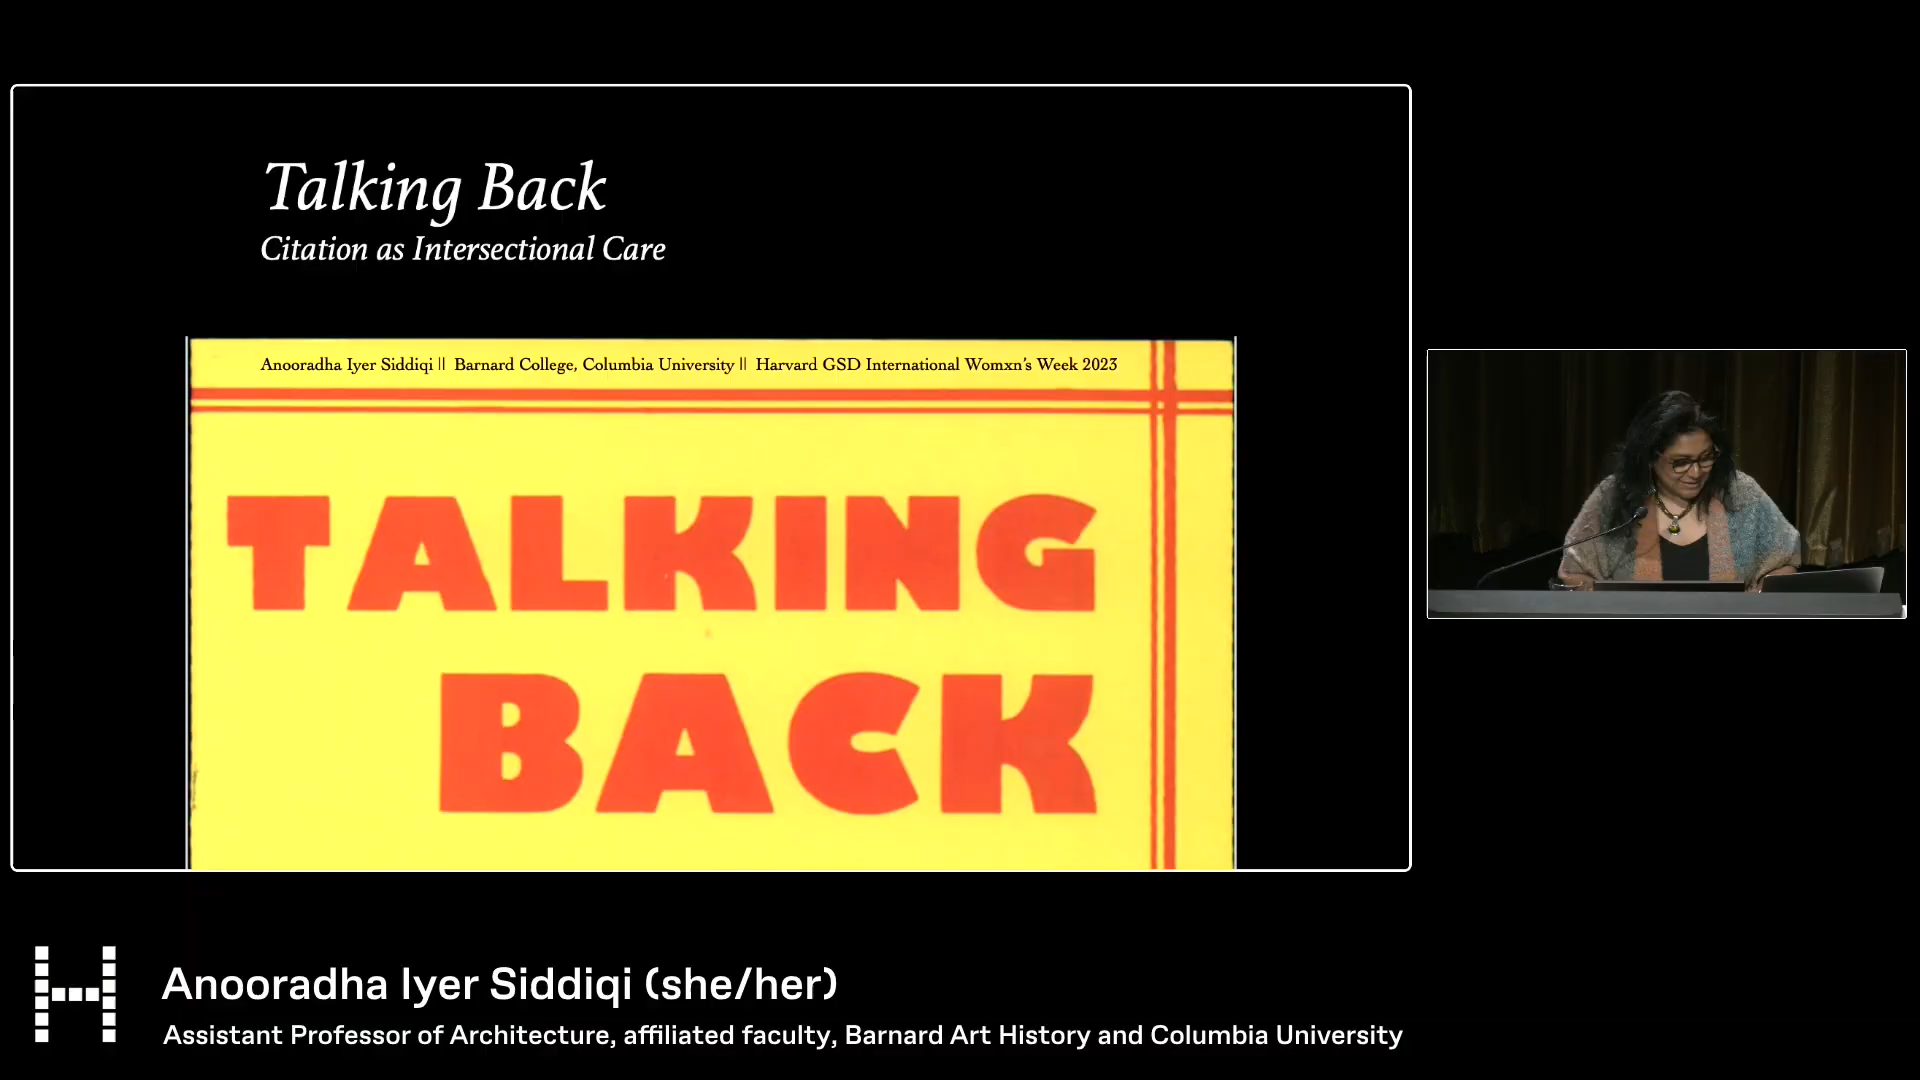 Talking Back
Citation as Intersectional Care
Anooradha Iyer Siddiqi || Barnard College, Columbia University || Harvard GSD International Womxn's Week 2023
TALKING
BACK
Anooradha Iyer Siddiqi (she/her)
Assistant Professor of Architecture, affiliated faculty, Barnard Art History and Columbia University